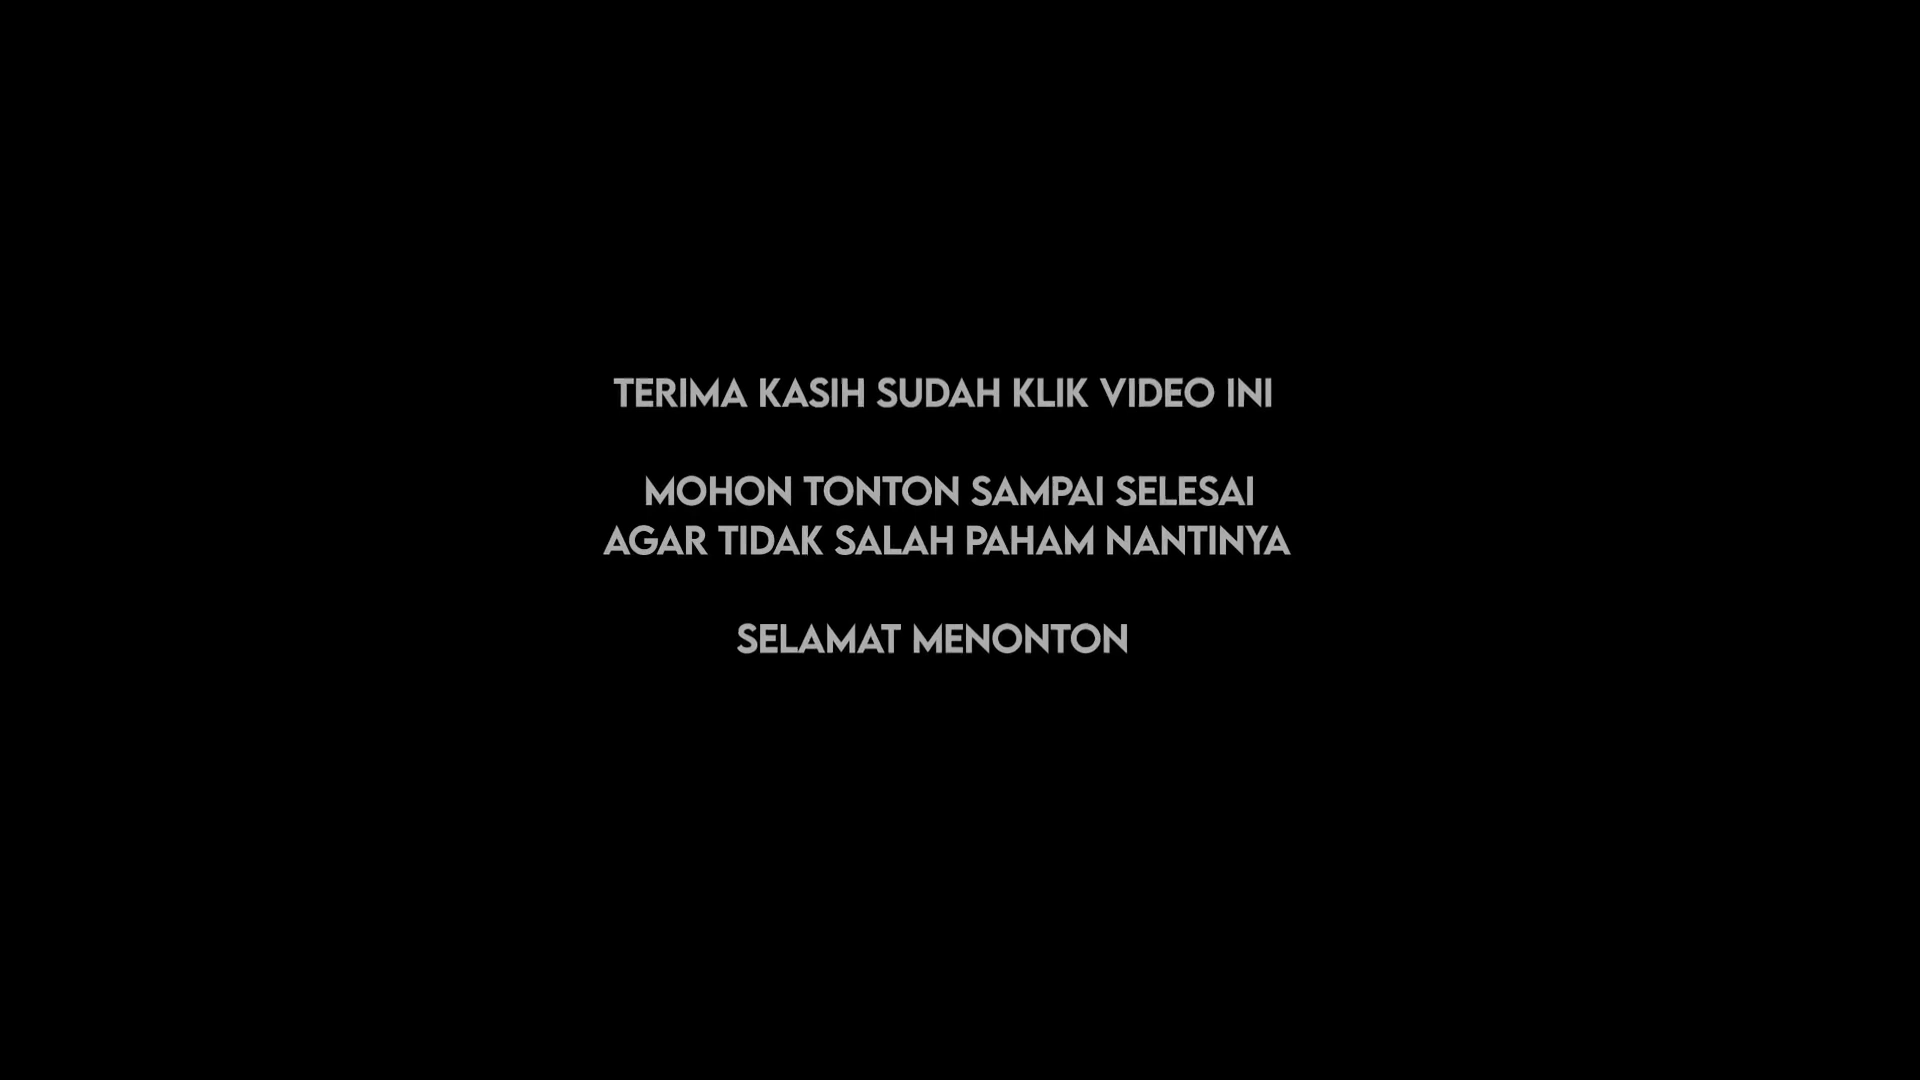 TERIMA KASIH SUDAH KLIK VIDEO INI
MOHON TONTON SAMPAI SELESAI
AGAR TIDAK SALAH PAHAM NANTINYA
SELAMAT MENONTON